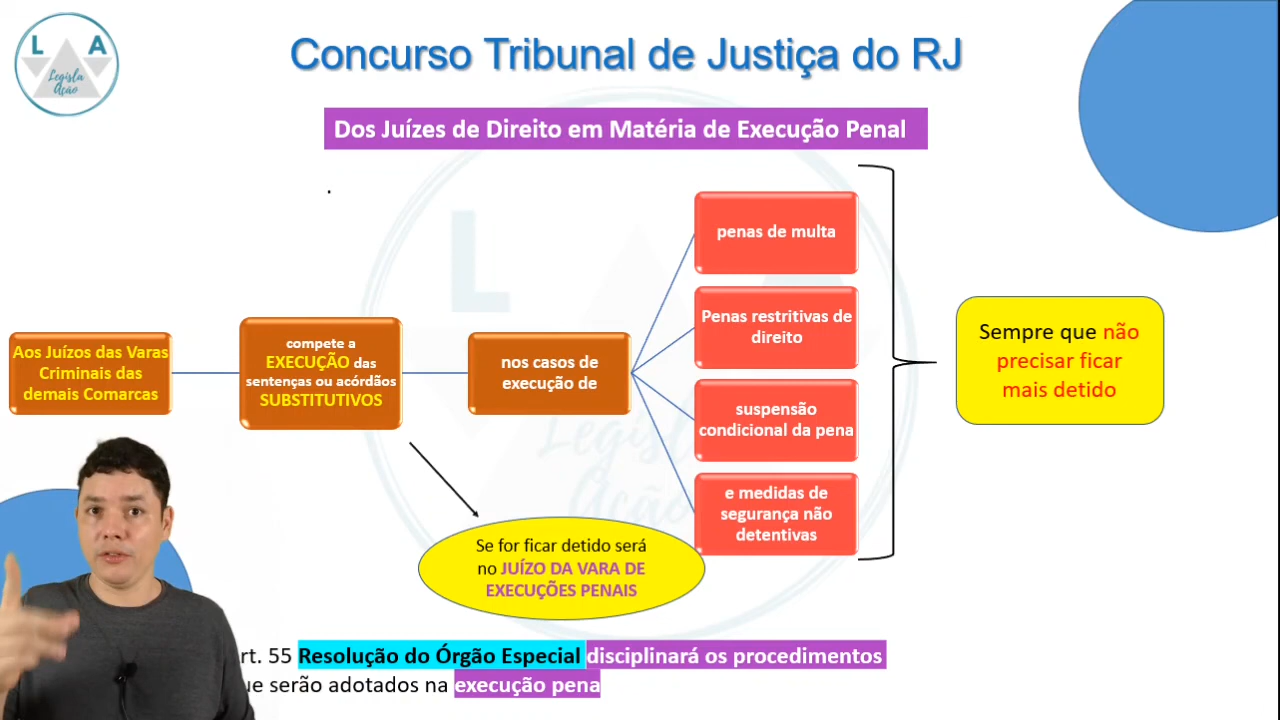 L A
Legisla
Ação
Concurso Tribunal de Justiça do RJ
Dos Juízes de Direito em Matéria de Execução Penal
Aos Juízos das Varas
Criminais das
demais Comarcas
compete a
EXECUÇÃO das
sentenças ou acórdãos
SUBSTITUTIVOS
nos casos de
execução de
penas de multa
Penas restritivas de
direito
suspensão
condicional da pena
e medidas de
segurança não
detentivas
Sempre que não
precisar ficar
mais detido
Se for ficar detido será
no JUÍZO DA VARA DE
EXECUÇÕES PENAIS
L
Legisla
Ação
rt. 55 Resolução do Órgão Especial disciplinará os procedimentos
ue serão adotados na execução pena